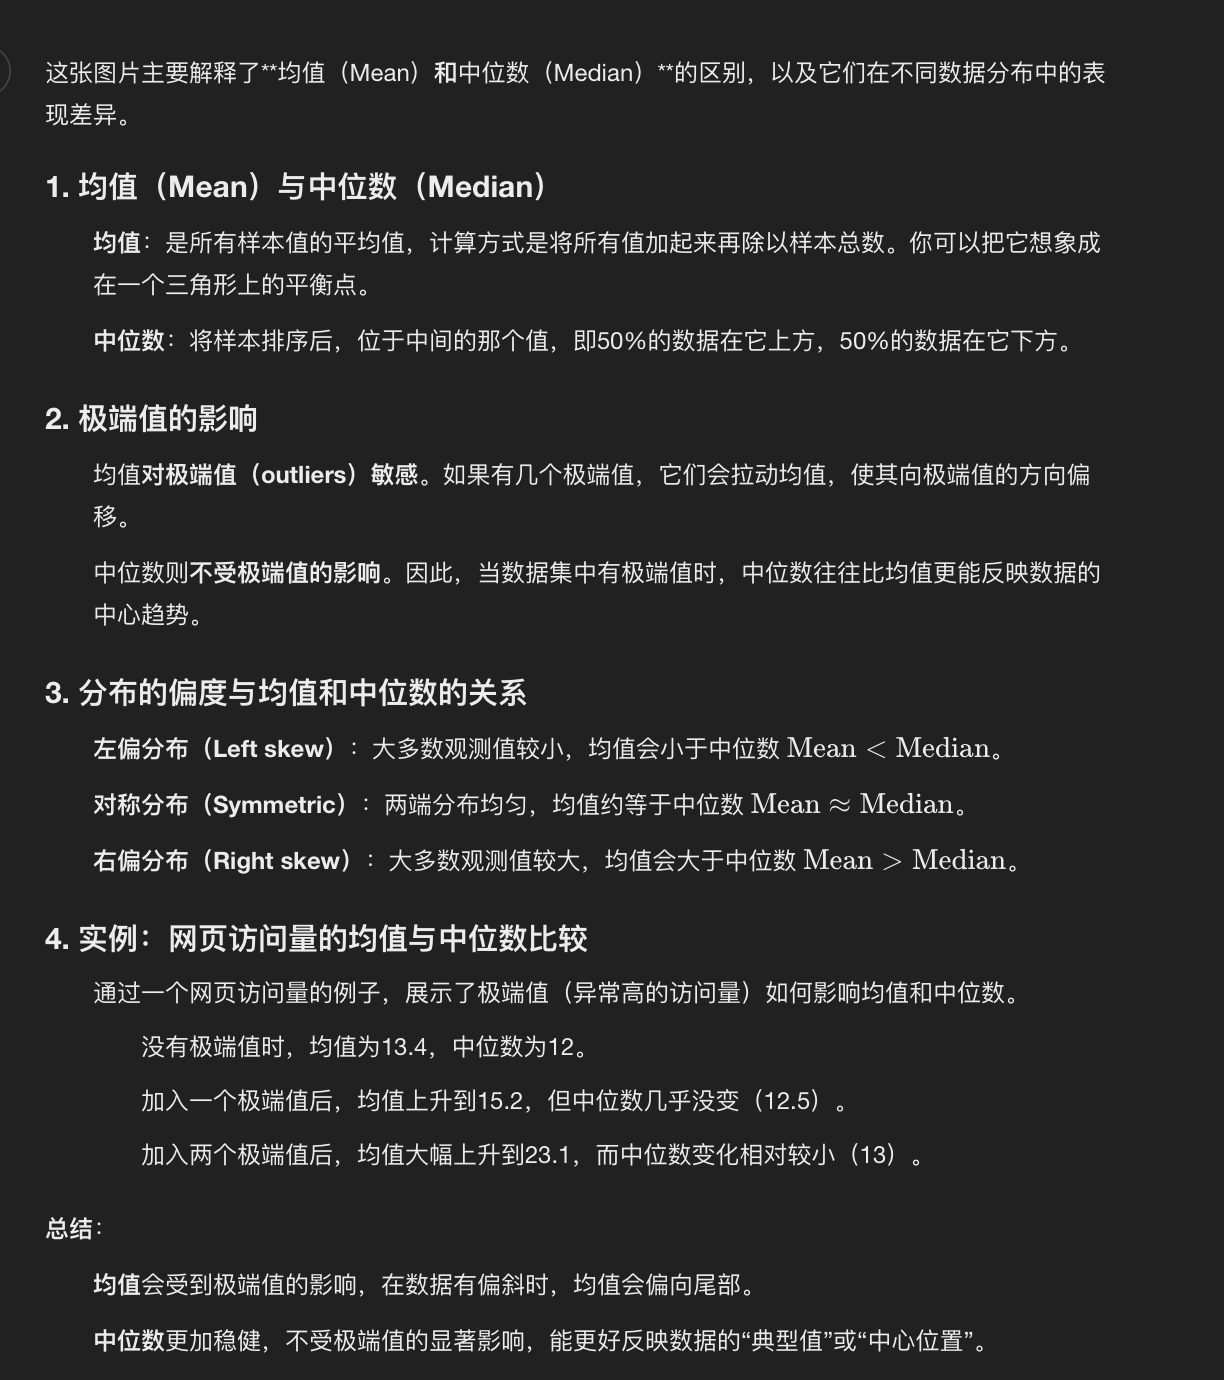 这张图片主要解释了**均值（Mean）和中位数（Median）**的区别，以及它们在不同数据分布中的表
现差异。
1. 均值（Mean）与中位数（Median）
均值：是所有样本值的平均值，计算方式是将所有值加起来再除以样本总数。你可以把它想象成
在一个三角形上的平衡点。
中位数：将样本排序后，位于中间的那个值，即50%的数据在它上方，50%的数据在它下方。
2. 极端值的影响
均值对极端值（outliers）敏感。如果有几个极端值，它们会拉动均值，使其向极端值的方向偏
移。
中位数则不受极端值的影响。因此，当数据集中有极端值时，中位数往往比均值更能反映数据的
中心趋势。
3. 分布的偏度与均值和中位数的关系
左偏分布（Left skew）：大多数观测值较小，均值会小于中位数 Mean < Median。
对称分布（Symmetric）：两端分布均匀，均值约等于中位数 Mean ≈ Median。
右偏分布（Right skew）：大多数观测值较大，均值会大于中位数 Mean > Median。
4. 实例：网页访问量的均值与中位数比较
通过一个网页访问量的例子，展示了极端值（异常高的访问量）如何影响均值和中位数。
没有极端值时，均值为13.4，中位数为12。
加入一个极端值后，均值上升到15.2，但中位数几乎没变（12.5）。
加入两个极端值后，均值大幅上升到23.1，而中位数变化相对较小（13）。
总结：
均值会受到极端值的影响，在数据有偏斜时，均值会偏向尾部。
中位数更加稳健，不受极端值的显著影响，能更好反映数据的“典型值”或“中心位置”。